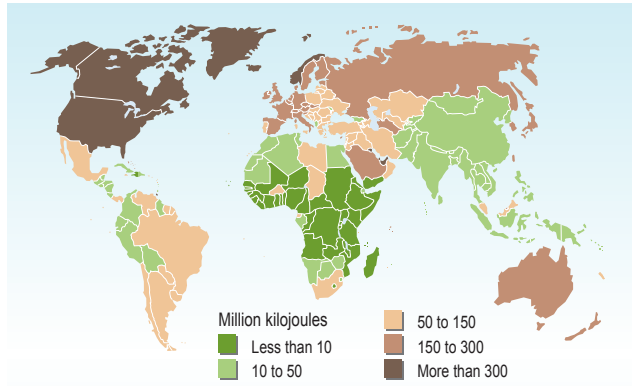 Million kilojoules
Less than 10
10 to 50
50 to 150
150 to 300
More than 300